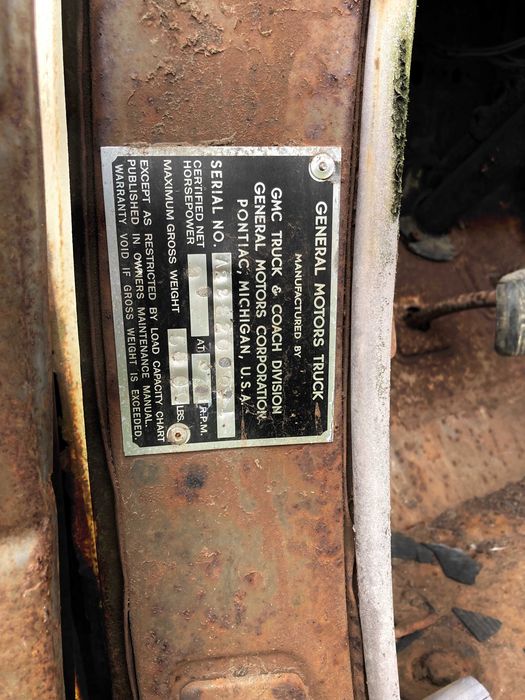 GENERAL MOTORS TRUCK
MANUFACTURED BY
GMC TRUCK & COACH DIVISION
GENERAL MOTORS CORPORATION
PONTIAC, MICHIGAN, U.S.A.
SERIAL NO.
CERTIFIED NET
HORSEPOWER AT R.P.M.
MAXIMUM GROSS WEIGHT LBS.
EXCEPT AS RESTRICTED BY LOAD CAPACITY CHART
PUBLISHED IN OWNERS MAINTENANCE MANUAL.
WARRANTY VOID IF GROSS WEIGHT IS EXCEEDED.